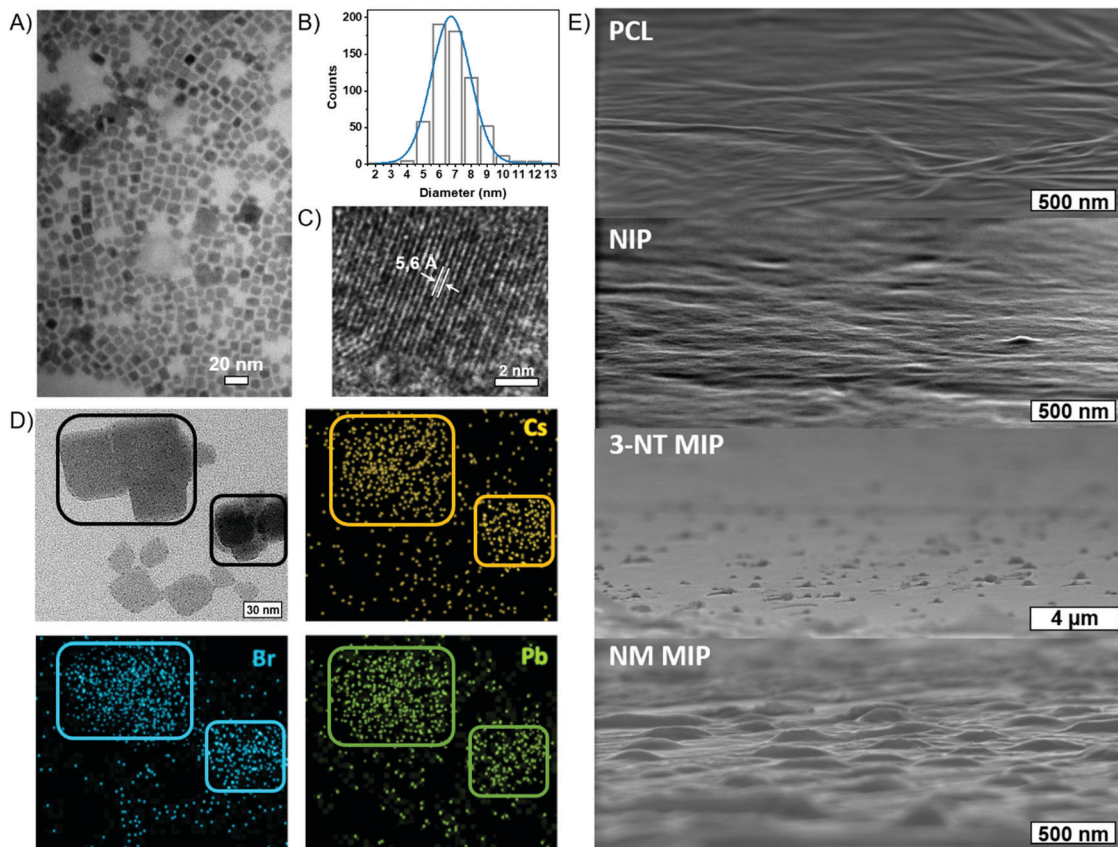 A)
20 nm
B)
200
150
100
50
0
Counts
2 3 4 5 6 7 8 9 10 11 12 13
Diameter (nm)
C)
5,6 Å
2 nm
D)
30 nm
Cs
Br
Pb
E)
PCL
500 nm
NIP
500 nm
3-NT MIP
4 μm
NM MIP
500 nm